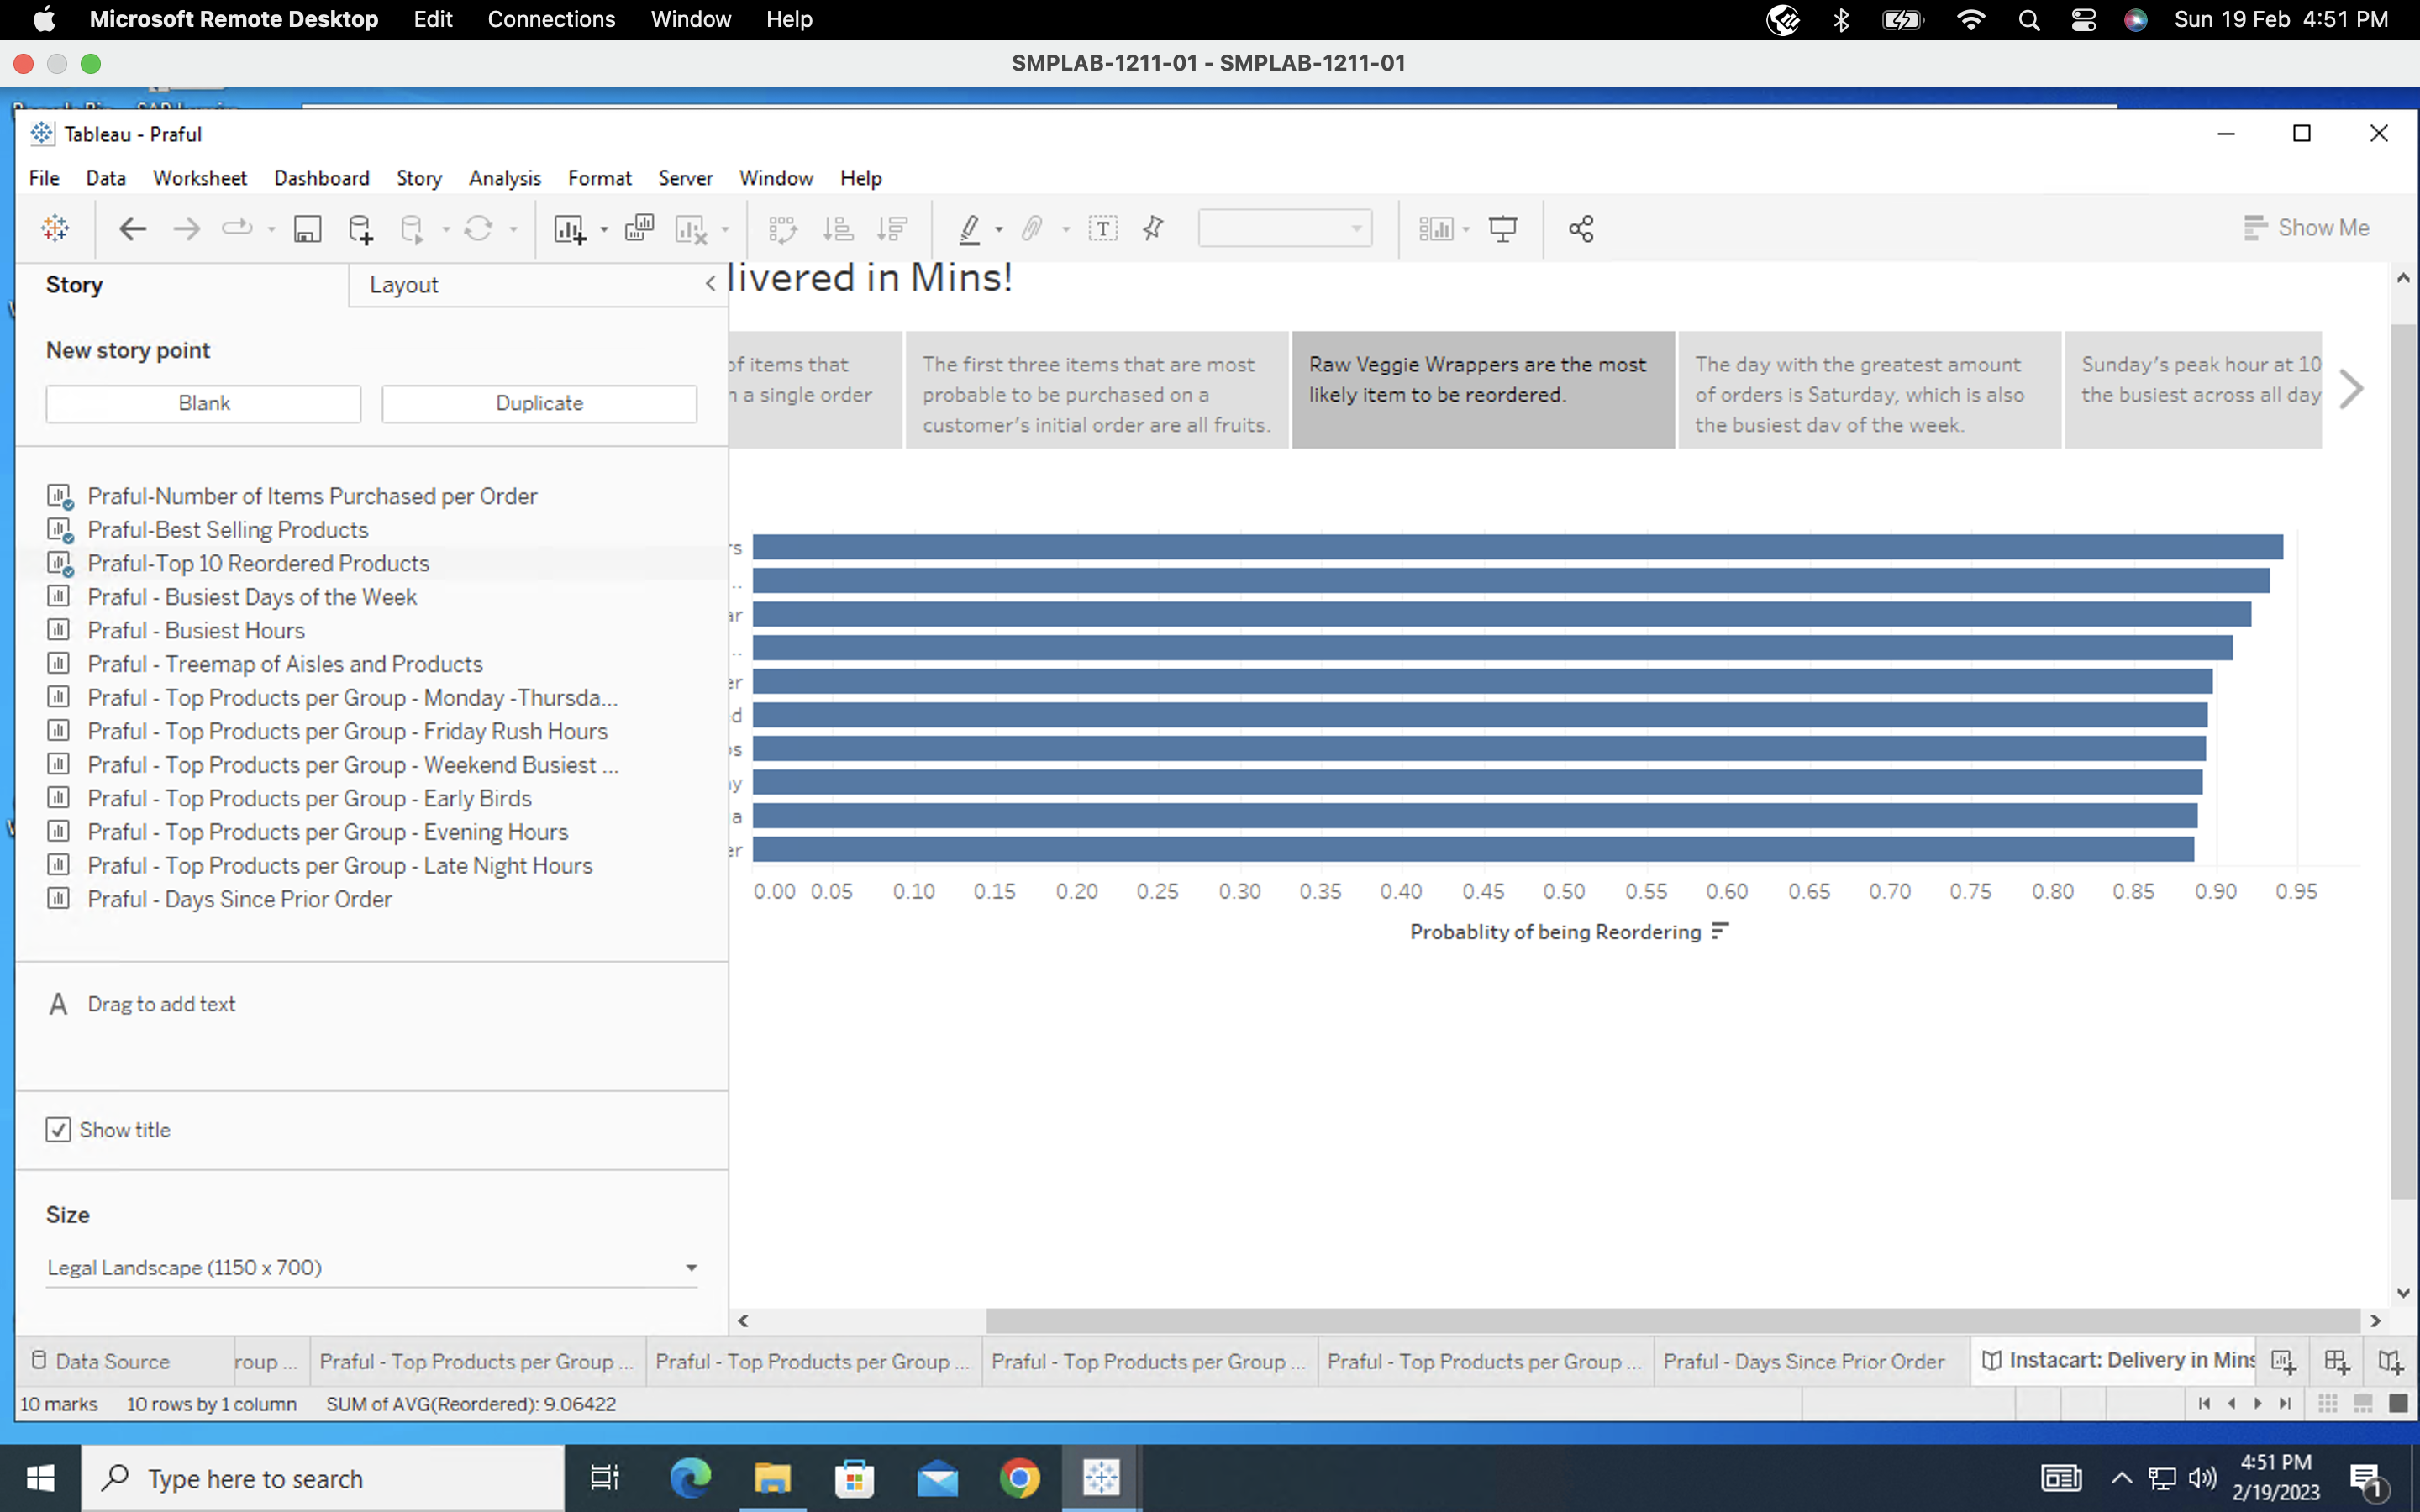 Microsoft Remote Desktop Edit Connections Window Help Sun 19 Feb 4:51 PM
SMPLAB-1211-01 - SMPLAB-1211-01
Tableau - Praful
File Data Worksheet Dashboard Story Analysis Format Server Window Help
Show Me
Story Layout
livered in Mins!
New story point
Blank Duplicate
of items that
a single order
The first three items that are most
probable to be purchased on a
customer's initial order are all fruits.
Raw Veggie Wrappers are the most
likely item to be reordered.
The day with the greatest amount
of orders is Saturday, which is also
the busiest day of the week.
Sunday's peak hour at 10
the busiest across all day
Praful-Number of Items Purchased per Order
Praful-Best Selling Products
Praful-Top 10 Reordered Products
Praful - Busiest Days of the Week
Praful - Busiest Hours
Praful - Treemap of Aisles and Products
Praful - Top Products per Group - Monday -Thursda...
Praful - Top Products per Group - Friday Rush Hours
Praful - Top Products per Group - Weekend Busiest ...
Praful - Top Products per Group - Early Birds
Praful - Top Products per Group - Evening Hours
Praful - Top Products per Group - Late Night Hours
Praful - Days Since Prior Order
rs
..
ar
..
er
d
os
ay
a
er
0.00 0.05 0.10 0.15 0.20 0.25 0.30 0.35 0.40 0.45 0.50 0.55 0.60 0.65 0.70 0.75 0.80 0.85 0.90 0.95
Probablity of being Reordering
A Drag to add text
Show title
Size
Legal Landscape (1150 x 700)
Data Source roup ... Praful - Top Products per Group ... Praful - Top Products per Group ... Praful - Top Products per Group ... Praful - Top Products per Group ... Praful - Days Since Prior Order Instacart: Delivery in Mins
10 marks 10 rows by 1 column SUM of AVG(Reordered): 9.06422
Type here to search
4:51 PM
2/19/2023
1